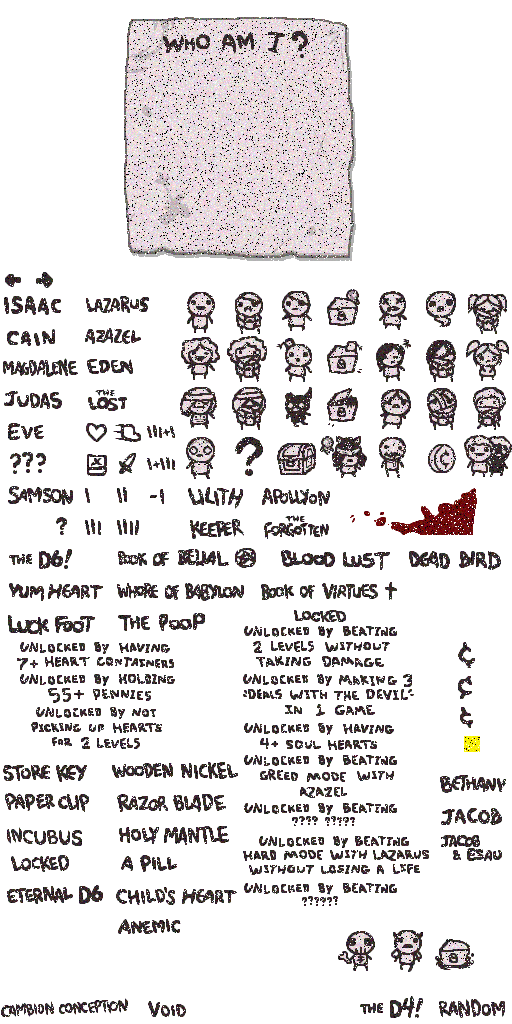 WHO AM I?
ISAAC LAZARUS
CAIN AZAZEL
MAGDALENE EDEN
JUDAS THE LOST
EVE |||+|
??? |+|||
?
SAMSON | || -| LILITH APOLLYON
? ||| |||| KEEPER THE FORGOTTEN
THE D6! BOOK OF BELIAL BLOOD LUST DEAD BIRD
YUM HEART WHORE OF BABYLON BOOK OF VIRTUES
LUCK FOOT THE POOP
UNLOCKED BY HAVING
7+ HEART CONTAINERS
UNLOCKED BY HOLDING
55+ PENNIES
UNLOCKED BY NOT
PICKING UP HEARTS
FOR 2 LEVELS
LOCKED
UNLOCKED BY BEATING
2 LEVELS WITHOUT
TAKING DAMAGE
UNLOCKED BY MAKING 3
"DEALS WITH THE DEVIL"
IN 1 GAME
UNLOCKED BY HAVING
4+ SOUL HEARTS
UNLOCKED BY BEATING
GREED MODE WITH
AZAZEL
UNLOCKED BY BEATING
???? ?????
UNLOCKED BY BEATING
HARD MODE WITH LAZARUS
WITHOUT LOSING A LIFE
UNLOCKED BY BEATING
??????
¢
¢
¢
STORE KEY WOODEN NICKEL
PAPER CLIP RAZOR BLADE
INCUBUS HOLY MANTLE
LOCKED A PILL
ETERNAL D6 CHILD'S HEART
ANEMIC
BETHANY
JACOB
JACOB
& ESAU
CAMBION CONCEPTION VOID THE D4! RANDOM